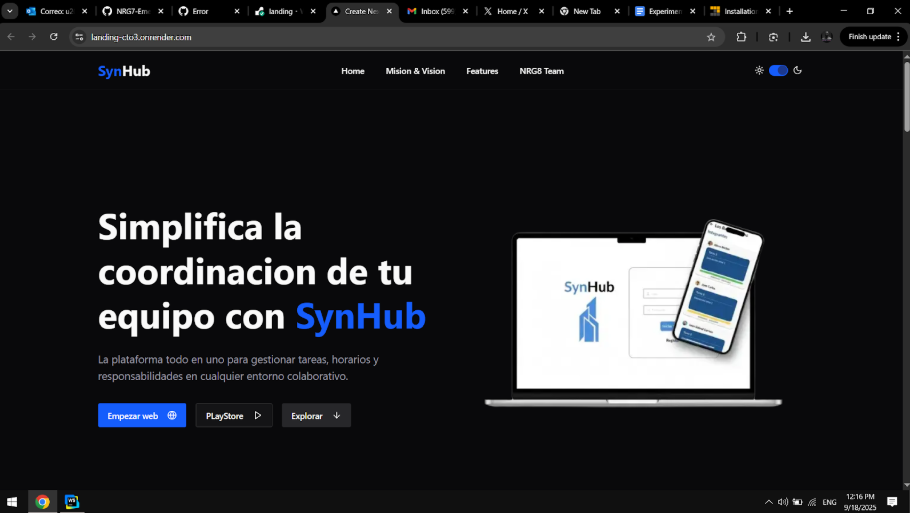 Correo: u2
NRG7-Eme
Error
landing •
Create Ne
Inbox (599
Home / X
New Tab
Experimen
Installation
landing-cto3.onrender.com
Finish update
SynHub
Home
Mision & Vision
Features
NRG8 Team
Simplifica la
coordinacion de tu
equipo con SynHub
La plataforma todo en uno para gestionar tareas, horarios y
responsabilidades en cualquier entorno colaborativo.
Empezar web
PLayStore
Explorar
SynHub
WS
ENG
12:16 PM
9/18/2025